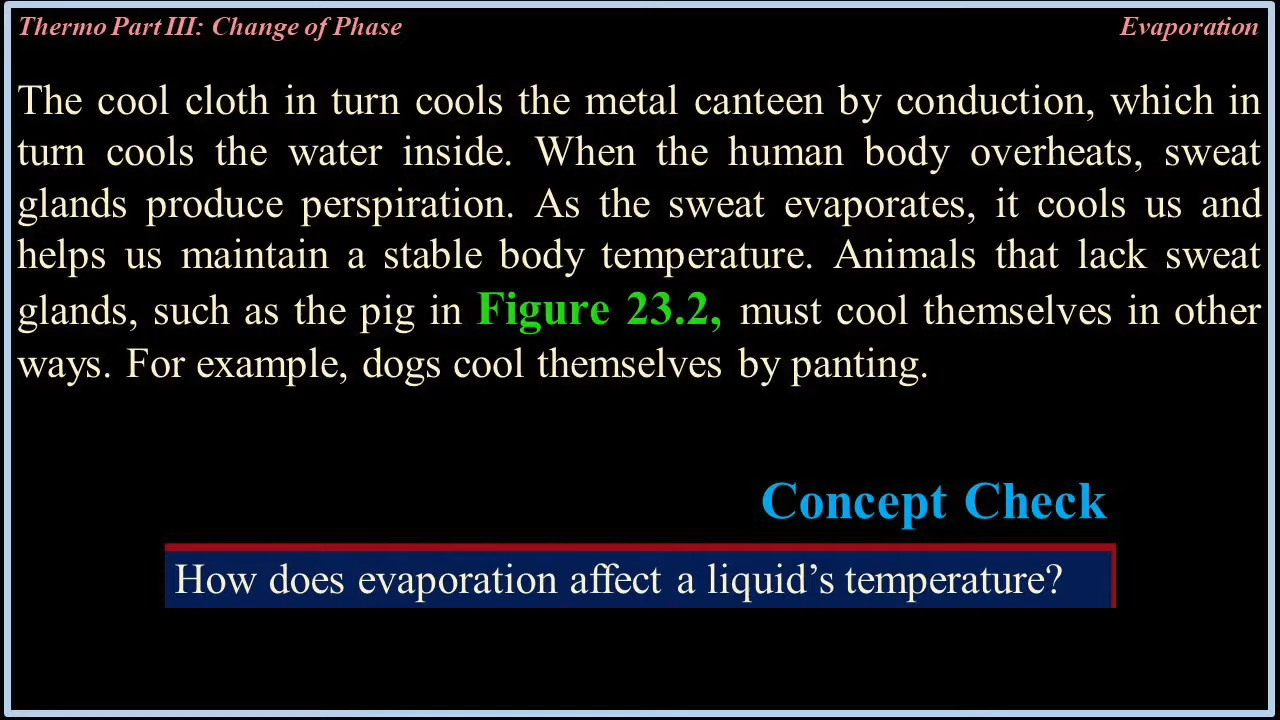 Thermo Part III: Change of Phase
Evaporation
The cool cloth in turn cools the metal canteen by conduction, which in
turn cools the water inside. When the human body overheats, sweat
glands produce perspiration. As the sweat evaporates, it cools us and
helps us maintain a stable body temperature. Animals that lack sweat
glands, such as the pig in Figure 23.2, must cool themselves in other
ways. For example, dogs cool themselves by panting.
Concept Check
How does evaporation affect a liquid’s temperature?